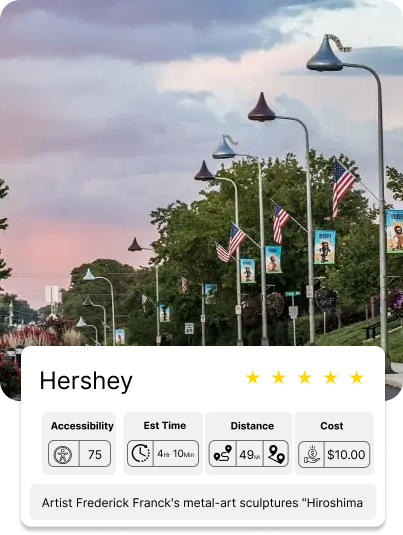 Hershey
Accessibility
75
Est Time
4Hr 10Min
Distance
49Mi
Cost
$10.00
Artist Frederick Franck's metal-art sculptures "Hiroshima